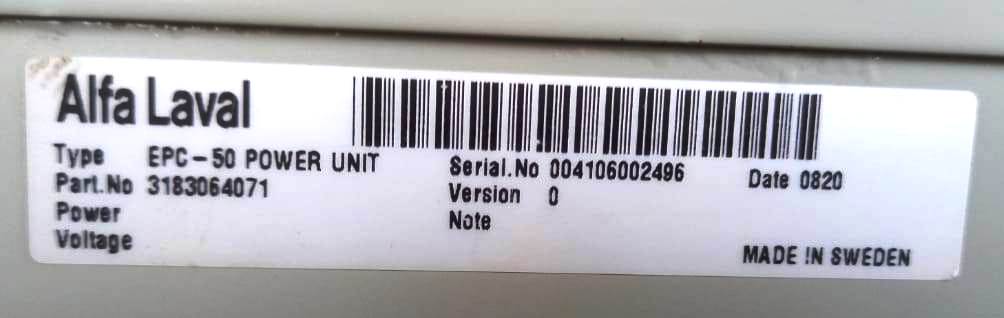 Alfa Laval
Type EPC-50 POWER UNIT
Part.No 3183064071
Power
Voltage
Serial.No 004106002496
Version 0
Note
Date 0820
MADE IN SWEDEN